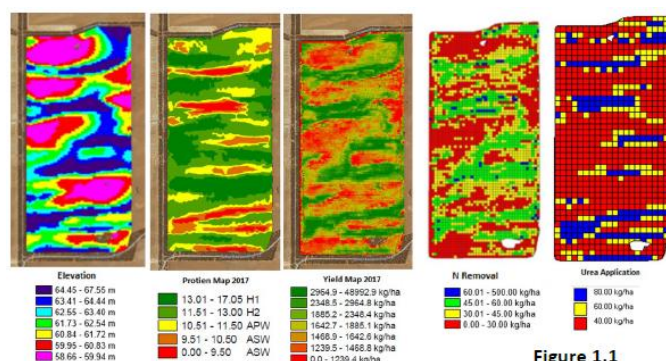 Elevation
64.45 - 67.55 m
63.41 - 64.44 m
62.55 - 63.40 m
61.73 - 62.54 m
60.84 - 61.72 m
59.95 - 60.83 m
58.66 - 59.94 m
Protien Map 2017
13.01 - 17.05 H1
11.51 - 13.00 H2
10.51 - 11.50 APW
9.51 - 10.50 ASW
0.00 - 9.50 ASW
Yield Map 2017
2964.9 - 48992.9 kg/ha
2348.5 - 2964.8 kg/ha
1885.2 - 2348.4 kg/ha
1642.7 - 1885.1 kg/ha
1468.9 - 1642.6 kg/ha
1239.5 - 1468.8 kg/ha
0.0 - 1239.4 kg/ha
N Removal
60.01 - 500.00 kg/ha
45.01 - 60.00 kg/ha
30.01 - 45.00 kg/ha
0.00 - 30.00 kg/ha
Urea Application
80.00 kg/ha
60.00 kg/ha
40.00 kg/ha
Figure 1.1